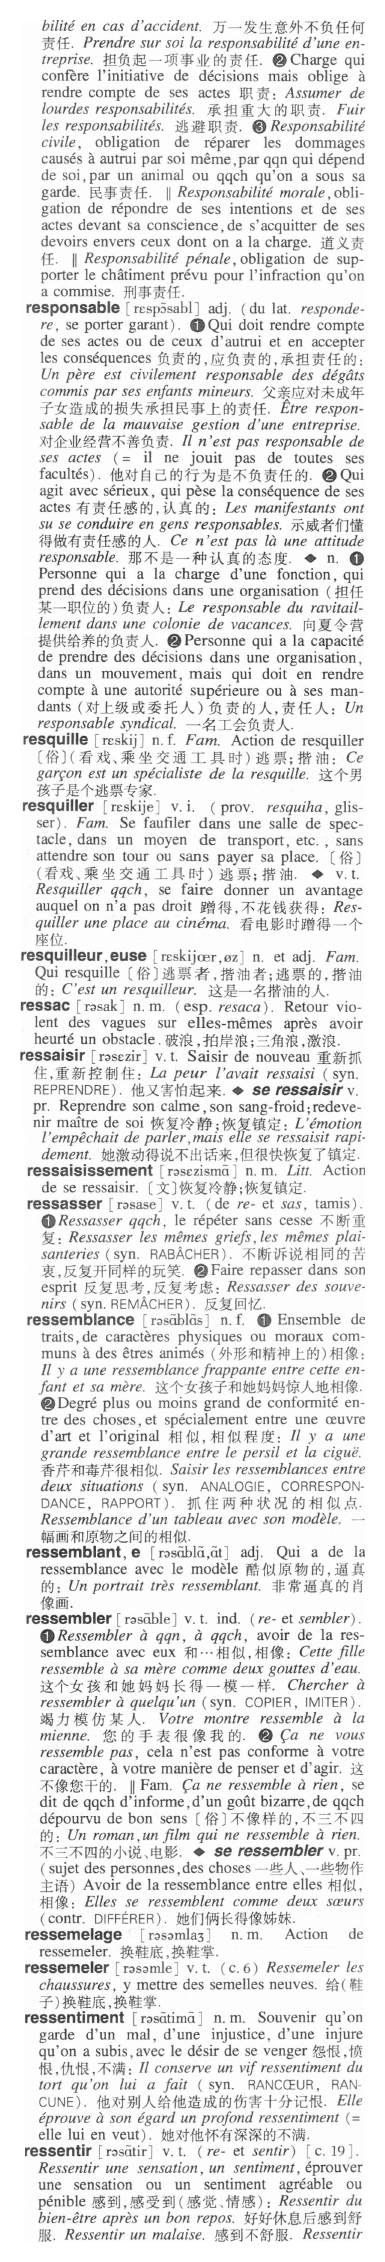 bilité en cas d'accident. 万一发生意外不负任何
责任. Prendre sur soi la responsabilité d'une en-
treprise. 担负起一项事业的责任. ❷ Charge qui
confère l'initiative de décisions mais oblige à
rendre compte de ses actes 职责: Assumer de
lourdes responsabilités. 承担重大的职责. Fuir
les responsabilités. 逃避职责. ❸ Responsabilité
civile, obligation de réparer les dommages
causés à autrui par soi même, par qqn qui dépend
de soi, par un animal ou qqch qu'on a sous sa
garde. 民事责任. ‖ Responsabilité morale, obli-
gation de répondre de ses intentions et de ses
actes devant sa conscience, de s'acquitter de ses
devoirs envers ceux dont on a la charge. 道义责
任. ‖ Responsabilité pénale, obligation de sup-
porter le châtiment prévu pour l'infraction qu'on
a commise. 刑事责任.
responsable [rɛspɔ̃sabl] adj. (du lat. responde-
re, se porter garant). ❶ Qui doit rendre compte
de ses actes ou de ceux d'autrui et en accepter
les conséquences 负责的,应负责的,承担责任的:
Un père est civilement responsable des dégâts
commis par ses enfants mineurs. 父亲应对未成年
子女造成的损失承担民事上的责任. Être respon-
sable de la mauvaise gestion d'une entreprise.
对企业经营不善负责. Il n'est pas responsable de
ses actes (= il ne jouit pas de toutes ses
facultés). 他对自己的行为是不负责任的. ❷ Qui
agit avec sérieux, qui pèse la conséquence de ses
actes 有责任感的,认真的: Les manifestants ont
su se conduire en gens responsables. 示威者们懂
得做有责任感的人. Ce n'est pas là une attitude
responsable. 那不是一种认真的态度. ◆ n. ❶
Personne qui a la charge d'une fonction, qui
prend des décisions dans une organisation (担任
某一职位的)负责人: Le responsable du ravitail-
lement dans une colonie de vacances. 向夏令营
提供给养的负责人. ❷ Personne qui a la capacité
de prendre des décisions dans une organisation,
dans un mouvement, mais qui doit en rendre
compte à une autorité supérieure ou à ses man-
dants (对上级或委托人)负责的人,责任人: Un
responsable syndical. 一名工会负责人.
resquille [rɛskij] n.f. Fam. Action de resquiller
[俗](看戏、乘坐交通工具时)逃票;揩油: Ce
garçon est un spécialiste de la resquille. 这个男
孩子是个逃票专家.
resquiller [rɛskije] v.i. (prov. resquiha, glis-
ser). Fam. Se faufiler dans une salle de spec-
tacle, dans un moyen de transport, etc., sans
attendre son tour ou sans payer sa place. [俗]
(看戏、乘坐交通工具时)逃票;揩油. ◆ v.t.
Resquiller qqch, se faire donner un avantage
auquel on n'a pas droit 蹭得,不花钱获得: Res-
quiller une place au cinéma. 看电影时蹭得一个
座位.
resquilleur, euse [rɛskijœr,øz] n. et adj. Fam.
Qui resquille [俗]逃票者,揩油者;逃票的,揩油
的: C'est un resquilleur. 这是一名揩油的人.
ressac [rəsak] n.m. (esp. resaca). Retour vio-
lent des vagues sur elles-mêmes après avoir
heurté un obstacle. 破浪,拍岸浪;三角浪,激浪.
ressaisir [rəsɛzir] v.t. Saisir de nouveau 重新抓
住,重新控制住: La peur l'avait ressaisi (syn.
REPRENDRE). 他又害怕起来. ◆ se ressaisir v.
pr. Reprendre son calme, son sang-froid; redeve-
nir maître de soi 恢复冷静;恢复镇定: L'émotion
l'empêchait de parler, mais elle se ressaisit rapi-
dement. 她激动得说不出话来,但很快恢复了镇定.
ressaisissement [rəsɛzismɑ̃] n.m. Litt. Action
de se ressaisir. [文]恢复冷静;恢复镇定.
ressasser [rəsase] v.t. (de re- et sas, tamis).
❶ Ressasser qqch, le répéter sans cesse 不断重
复: Ressasser les mêmes griefs, les mêmes plai-
santeries (syn. RABÂCHER). 不断诉说相同的苦
衷,反复开同样的玩笑. ❷ Faire repasser dans son
esprit 反复思考,反复考虑: Ressasser des souve-
nirs (syn. REMÂCHER). 反复回忆.
ressemblance [rəsɑ̃blɑ̃s] n.f. ❶ Ensemble de
traits, de caractères physiques ou moraux com-
muns à des êtres animés (外形和精神上的)相像:
Il y a une ressemblance frappante entre cette en-
fant et sa mère. 这个女孩子和她妈妈惊人地相像.
❷ Degré plus ou moins grand de conformité en-
tre des choses, et spécialement entre une œuvre
d'art et l'original 相似,相似程度: Il y a une
grande ressemblance entre le persil et la ciguë.
香芹和毒芹很相似. Saisir les ressemblances entre
deux situations (syn. ANALOGIE, CORRESPON-
DANCE, RAPPORT). 抓住两种状况的相似点.
Ressemblance d'un tableau avec son modèle. 一
幅画和原物之间的相似.
ressemblant, e [rəsɑ̃blɑ̃,ɑ̃t] adj. Qui a de la
ressemblance avec le modèle 酷似原物的,逼真
的: Un portrait très ressemblant. 非常逼真的肖
像画.
ressembler [rəsɑ̃ble] v.t. ind. (re- et sembler).
❶ Ressembler à qqn, à qqch, avoir de la res-
semblance avec eux 和…相似,相像: Cette fille
ressemble à sa mère comme deux gouttes d'eau.
这个女孩和她妈妈长得一模一样. Chercher à
ressembler à quelqu'un (syn. COPIER, IMITER).
竭力模仿某人. Votre montre ressemble à la
mienne. 您的手表很像我的. ❷ Ça ne vous
ressemble pas, cela n'est pas conforme à votre
caractère, à votre manière de penser et d'agir. 这
不像您干的. ‖ Fam. Ça ne ressemble à rien, se
dit de qqch d'informe, d'un goût bizarre, de qqch
dépourvu de bon sens [俗]不像样的,不三不四
的: Un roman, un film qui ne ressemble à rien.
不三不四的小说、电影. ◆ se ressembler v.pr.
(sujet des personnes, des choses 一些人、一些物作
主语) Avoir de la ressemblance entre elles 相似,
相像: Elles se ressemblent comme deux sœurs
(contr. DIFFÉRER). 她们俩长得像姊妹.
ressemelage [rəsəmlaʒ] n.m. Action de
ressemeler. 换鞋底,换鞋掌.
ressemeler [rəsəmle] v.t. (c.6) Ressemeler les
chaussures, y mettre des semelles neuves. 给(鞋
子)换鞋底,换鞋掌.
ressentiment [rəsɑ̃timɑ̃] n.m. Souvenir qu'on
garde d'un mal, d'une injustice, d'une injure
qu'on a subis, avec le désir de se venger 怨恨,愤
恨,仇恨,不满: Il conserve un vif ressentiment du
tort qu'on lui a fait (syn. RANCŒUR, RAN-
CUNE). 他对别人给他造成的伤害十分记恨. Elle
éprouve à son égard un profond ressentiment (=
elle lui en veut). 她对他怀有深深的不满.
ressentir [rəsɑ̃tir] v.t. (re- et sentir) [c.19].
Ressentir une sensation, un sentiment, éprouver
une sensation ou un sentiment agréable ou
pénible 感到,感受到(感觉、情感): Ressentir du
bien-être après un bon repos. 好好休息后感到舒
服. Ressentir un malaise. 感到不舒服. Ressentir